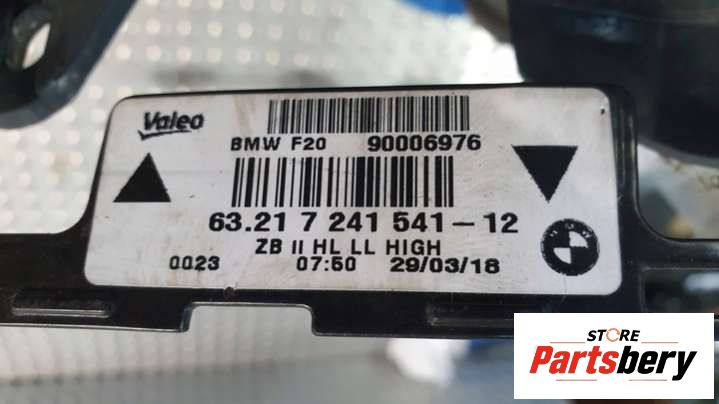 Valeo
BMW F20 90006976
63.21 7 241 541-12
ZB II HL LL HIGH
0023 07:50 29/03/18
STORE
Partsbery